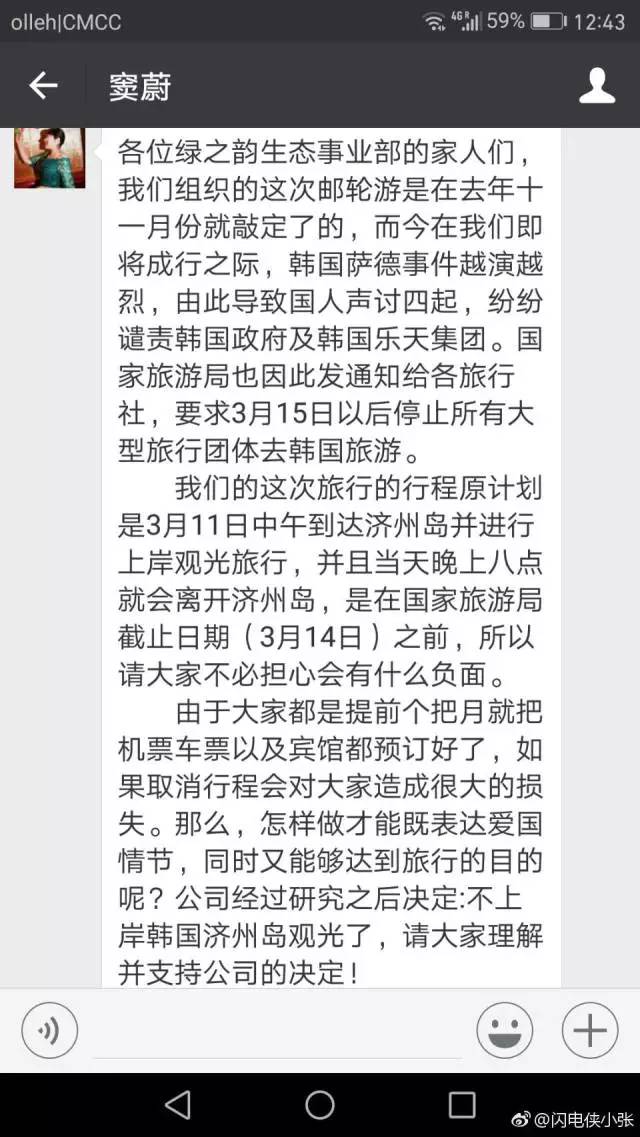 olleh|CMCC 4G R 59% 12:43
窦蔚
各位绿之韵生态事业部的家人们，
我们组织的这次邮轮游是在去年十
一月份就敲定了的，而今在我们即
将成行之际，韩国萨德事件越演越
烈，由此导致国人声讨四起，纷纷
谴责韩国政府及韩国乐天集团。国
家旅游局也因此发通知给各旅行
社，要求3月15日以后停止所有大
型旅行团体去韩国旅游。
我们的这次旅行的行程原计划
是3月11日中午到达济州岛并进行
上岸观光旅行，并且当天晚上八点
就会离开济州岛，是在国家旅游局
截止日期（3月14日）之前，所以
请大家不必担心会有什么负面。
由于大家都是提前个把月就把
机票车票以及宾馆都预订好了，如
果取消行程会对大家造成很大的损
失。那么，怎样做才能既表达爱国
情节，同时又能够达到旅行的目的
呢？公司经过研究之后决定:不上
岸韩国济州岛观光了，请大家理解
并支持公司的决定！
@闪电侠小张